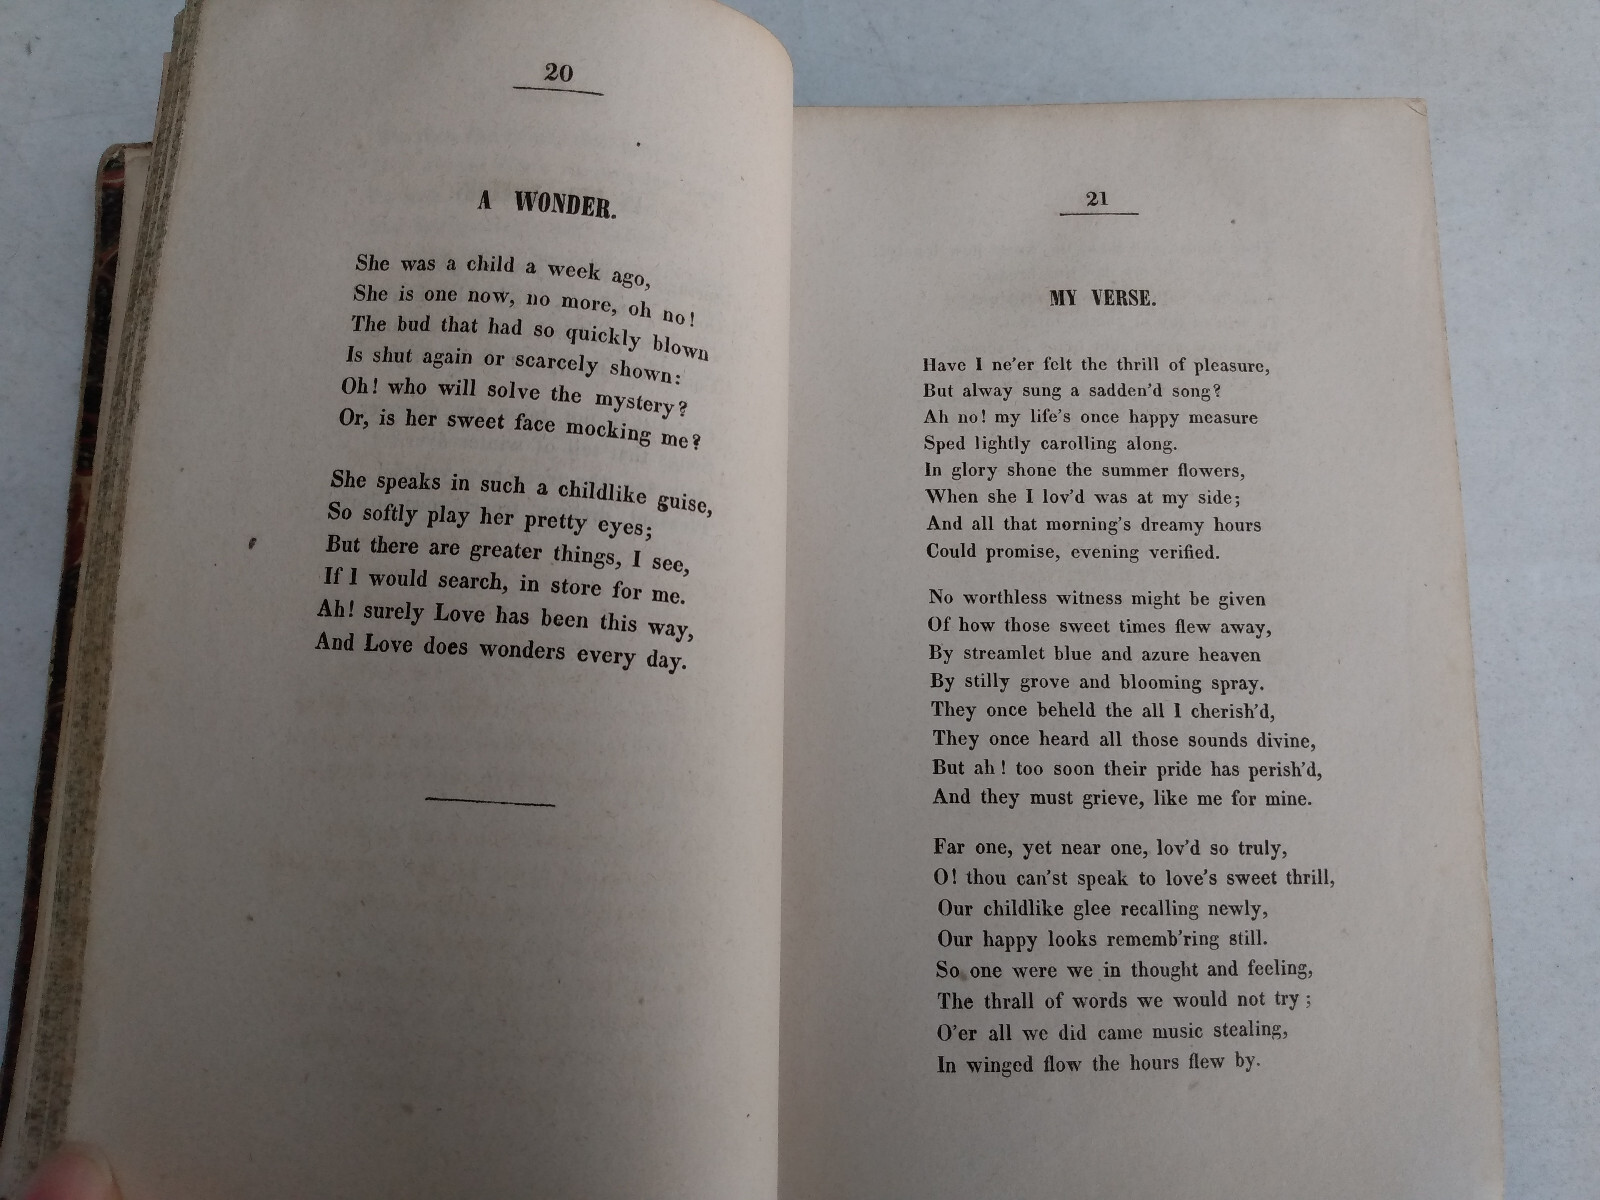 20
A WONDER.
She was a child a week ago,
She is one now, no more, oh no!
The bud that had so quickly blown
Is shut again or scarcely shown:
Oh! who will solve the mystery?
Or, is her sweet face mocking me?
She speaks in such a childlike guise,
So softly play her pretty eyes;
But there are greater things, I see,
If I would search, in store for me.
Ah! surely Love has been this way,
And Love does wonders every day.
21
MY VERSE.
Have I ne'er felt the thrill of pleasure,
But alway sung a sadden'd song?
Ah no! my life's once happy measure
Sped lightly carolling along.
In glory shone the summer flowers,
When she I lov'd was at my side;
And all that morning's dreamy hours
Could promise, evening verified.
No worthless witness might be given
Of how those sweet times flew away,
By streamlet blue and azure heaven
By stilly grove and blooming spray.
They once beheld the all I cherish'd,
They once heard all those sounds divine,
But ah! too soon their pride has perish'd,
And they must grieve, like me for mine.
Far one, yet near one, lov'd so truly,
O! thou can'st speak to love's sweet thrill,
Our childlike glee recalling newly,
Our happy looks rememb'ring still.
So one were we in thought and feeling,
The thrall of words we would not try;
O'er all we did came music stealing,
In winged flow the hours flew by.